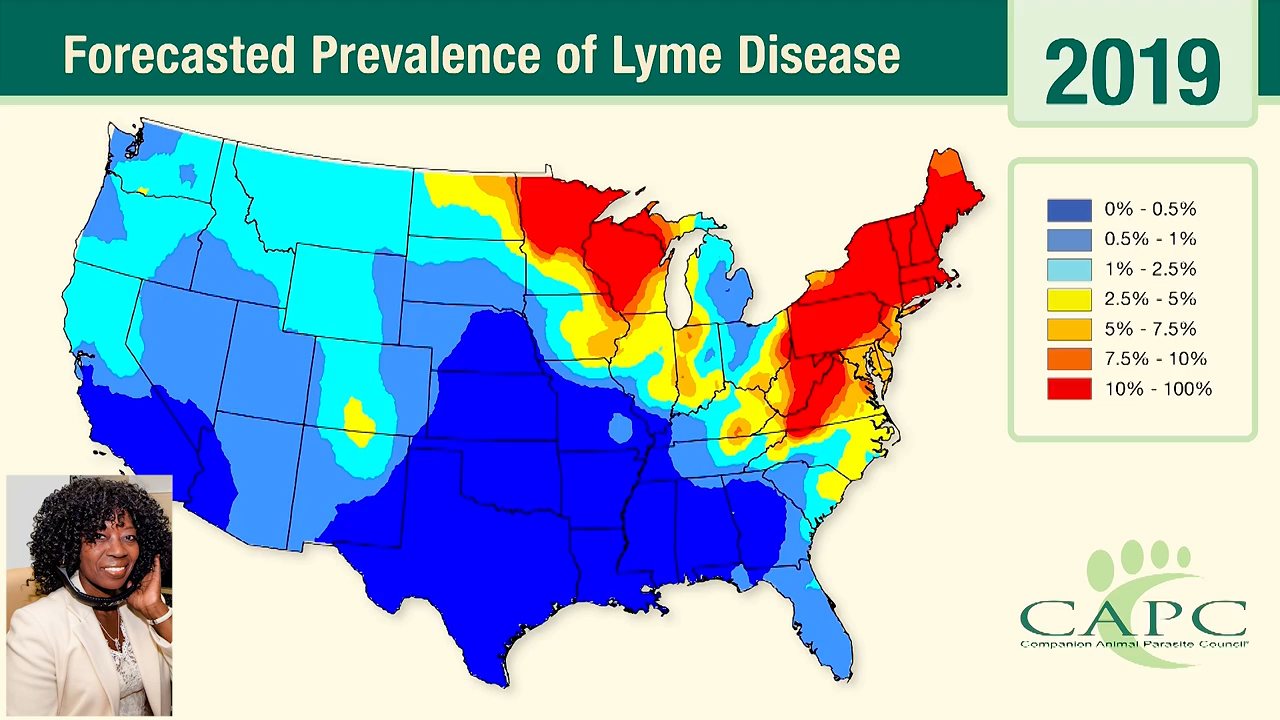 Forecasted Prevalence of Lyme Disease
2019
0% - 0.5%
0.5% - 1%
1% - 2.5%
2.5% - 5%
5% - 7.5%
7.5% - 10%
10% - 100%
CAPC
Companion Animal Parasite Council